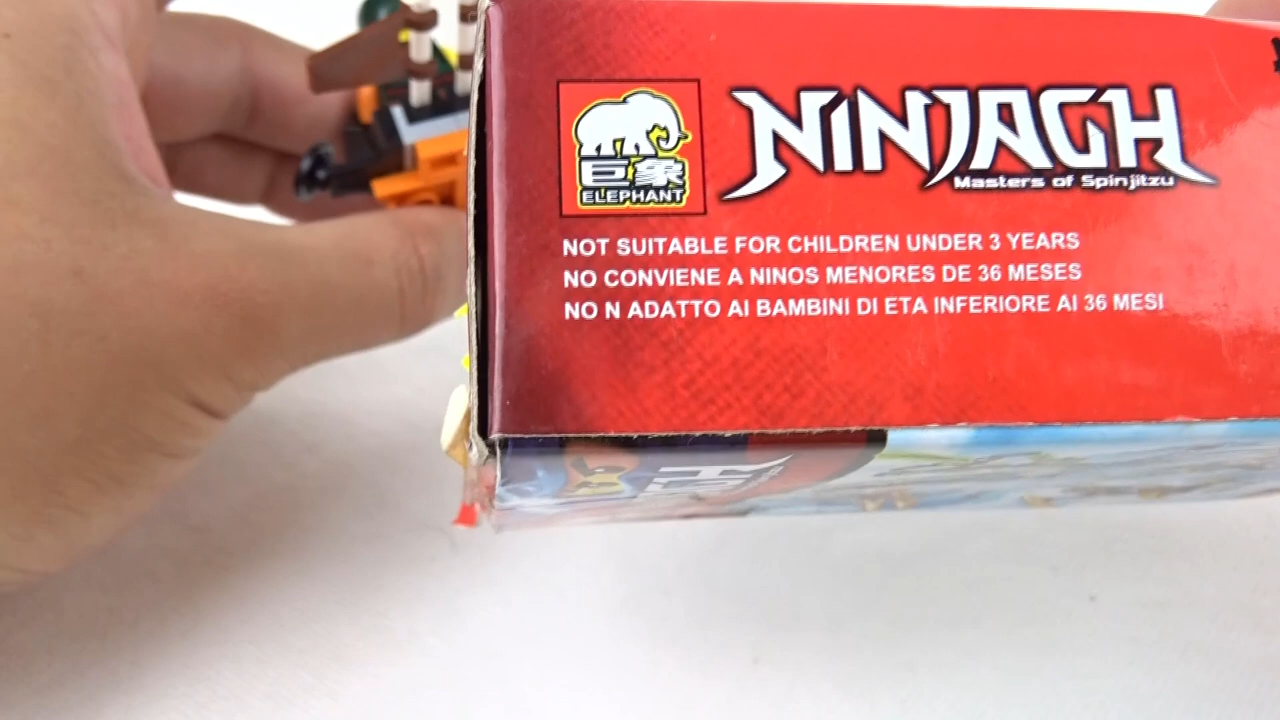 巨象
ELEPHANT
NINJAGH
Masters of Spinjitzu
NOT SUITABLE FOR CHILDREN UNDER 3 YEARS
NO CONVIENE A NINOS MENORES DE 36 MESES
NO N ADATTO AI BAMBINI DI ETA INFERIORE AI 36 MESI